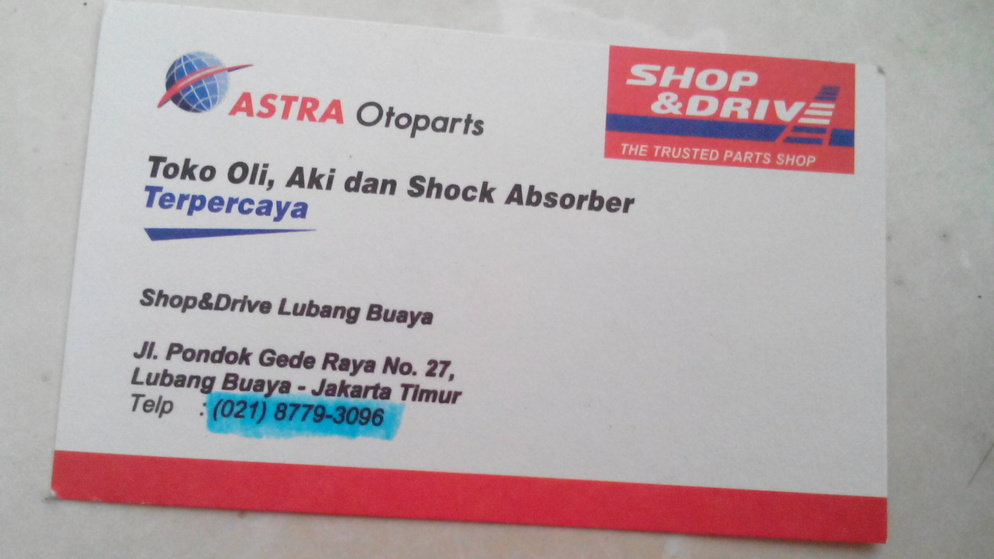 ASTRA Otoparts
SHOP
&DRIVE
THE TRUSTED PARTS SHOP
Toko Oli, Aki dan Shock Absorber
Terpercaya
Shop&Drive Lubang Buaya
Jl. Pondok Gede Raya No. 27,
Lubang Buaya - Jakarta Timur
Telp : (021) 8779-3096